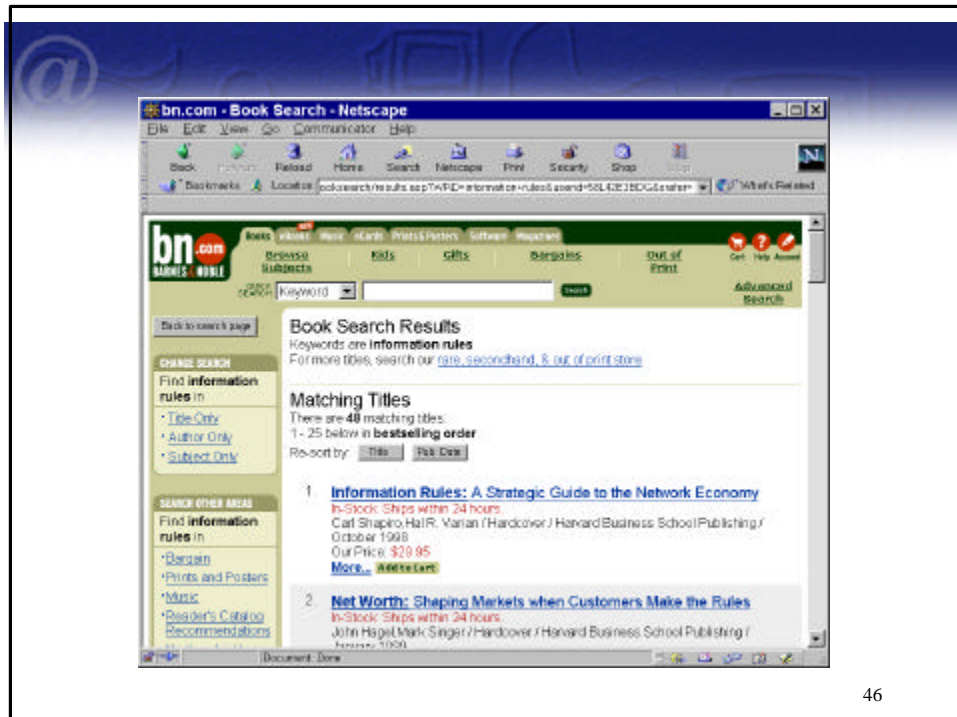 @
bn.com - Book Search - Netscape
File Edit View Go Communicator Help
Back Reload Home Search Netscape Print Security Shop
Bookmarks Location What's Related
bn.com
BARNES & NOBLE
Books eBooks Music eCards Prints & Posters Software Magazines
Browse Subjects Kids Gifts Bargains Out of Print
Cart Help Account
QUICK SEARCH Keyword Search
Advanced Search
Back to search page
CHANGE SEARCH
Find information
rules in
· Title Only
· Author Only
· Subject Only
SEARCH OTHER AREAS
Find information
rules in
·Bargain
·Prints and Posters
·Music
·Reader's Catalog
Recommendations
Book Search Results
Keywords are information rules
For more titles, search our rare, secondhand, & out of print store
Matching Titles
There are 48 matching titles.
1 - 25 below in bestselling order
Re-sort by: Title Pub. Date
1. Information Rules: A Strategic Guide to the Network Economy
In-Stock: Ships within 24 hours.
Carl Shapiro, Hal R. Varian / Hardcover / Harvard Business School Publishing /
October 1998
Our Price: $29.95
More... Add to Cart
2. Net Worth: Shaping Markets when Customers Make the Rules
In-Stock: Ships within 24 hours.
John Hagel, Mark Singer / Hardcover / Harvard Business School Publishing /
January 1999
Document: Done
46